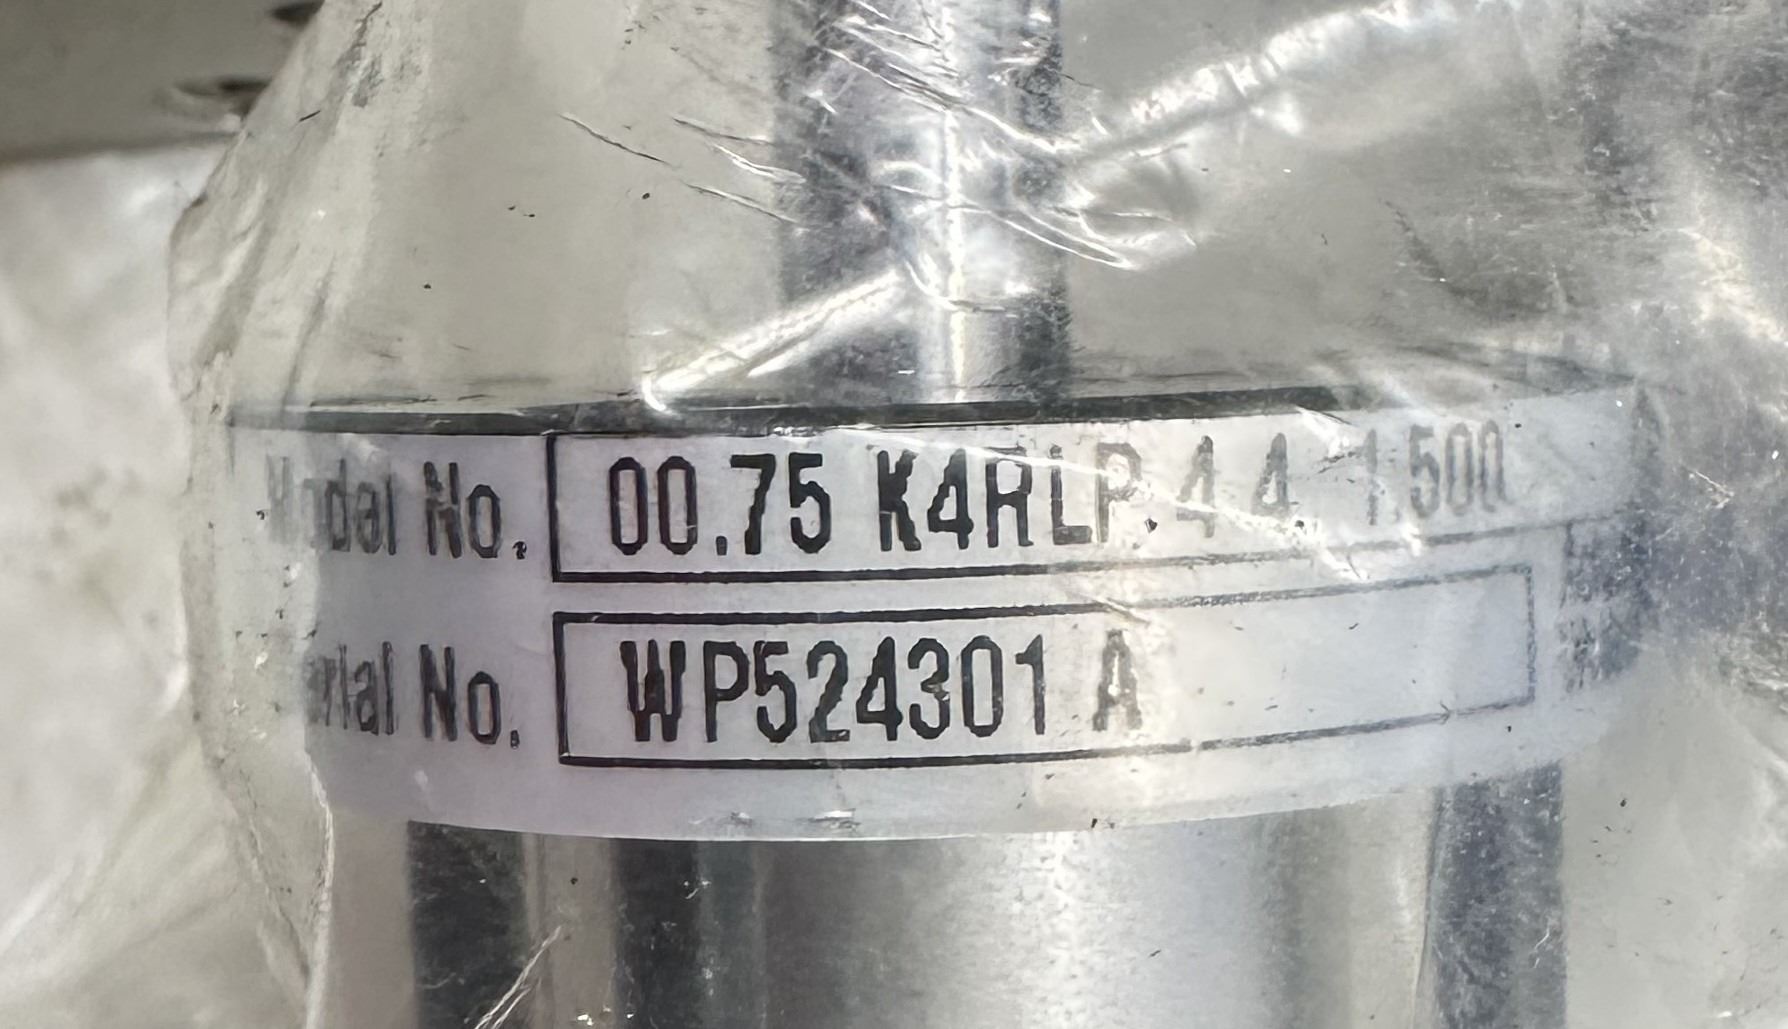 Model No. 00.75 K4RLP. 4 4. 1.500
Serial No. WP524301 A